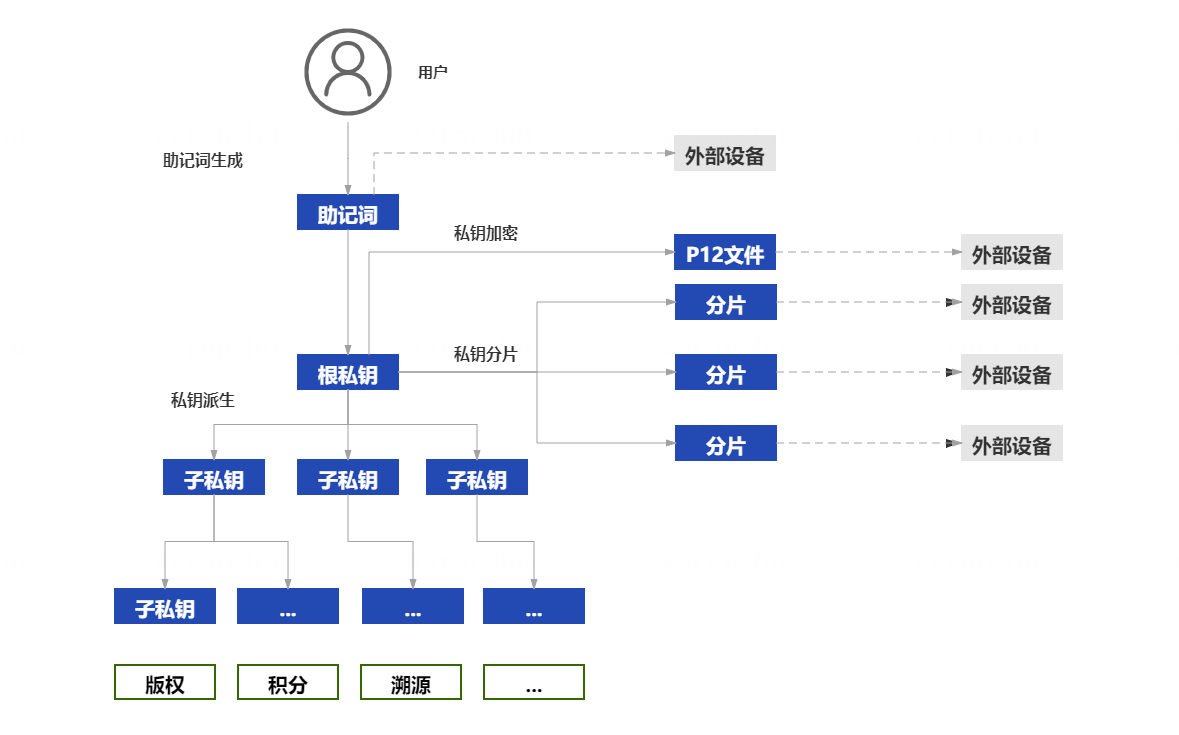 用户
助记词生成
外部设备
助记词
私钥加密
P12文件
外部设备
分片
外部设备
私钥分片
根私钥
分片
外部设备
私钥派生
分片
外部设备
子私钥
子私钥
子私钥
子私钥
...
...
...
版权
积分
溯源
...